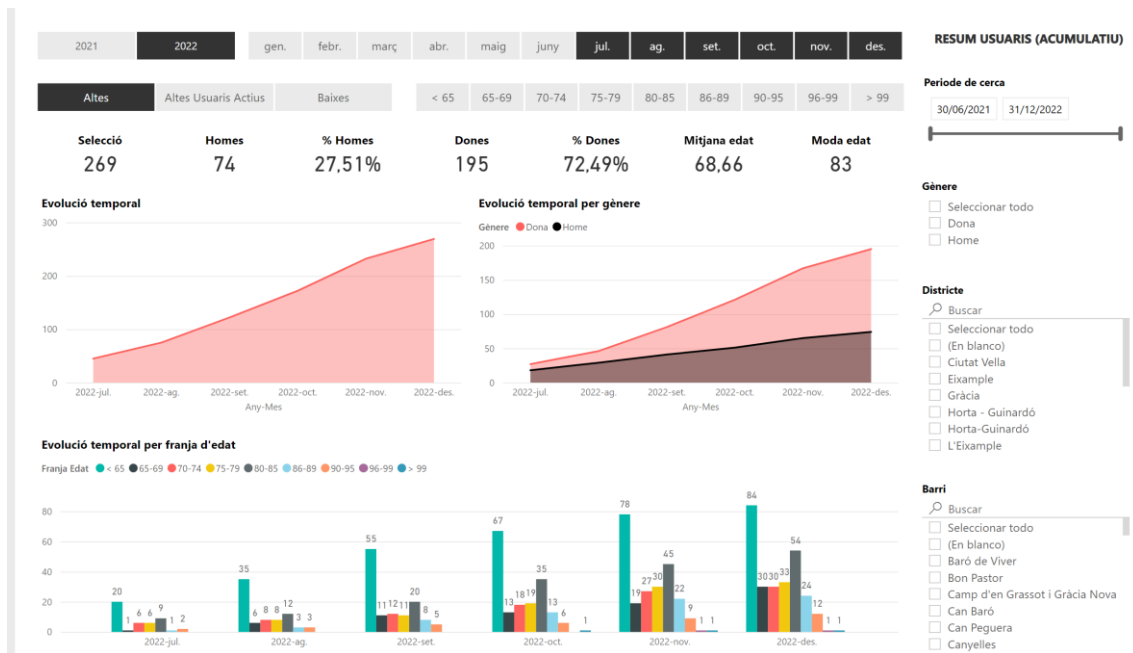 2021 2022 gen. febr. març abr. maig juny jul. ag. set. oct. nov. des.
RESUM USUARIS (ACUMULATIU)
Altes Altes Usuaris Actius Baixes < 65 65-69 70-74 75-79 80-85 86-89 90-95 96-99 > 99
Periode de cerca
30/06/2021 31/12/2022
Selecció Homes % Homes Dones % Dones Mitjana edat Moda edat
269 74 27,51% 195 72,49% 68,66 83
Evolució temporal
300
200
100
0
2022-jul. 2022-ag. 2022-set. 2022-oct. 2022-nov. 2022-des.
Any-Mes
Evolució temporal per gènere
Gènere Dona Home
200
150
100
50
0
2022-jul. 2022-ag. 2022-set. 2022-oct. 2022-nov. 2022-des.
Any-Mes
Evolució temporal per franja d'edat
Franja Edat < 65 65-69 70-74 75-79 80-85 86-89 90-95 96-99 > 99
80
60
40
20
0
20 1 6 6 9 1 2
35 6 8 8 12 3 3
55 11 12 11 20 8 5
67 13 18 19 35 13 6 1
78 19 27 30 45 22 9 1 1
84 30 30 33 54 24 12 1 1
2022-jul. 2022-ag. 2022-set. 2022-oct. 2022-nov. 2022-des.
Gènere
Seleccionar todo
Dona
Home
Districte
Buscar
Seleccionar todo
(En blanco)
Ciutat Vella
Eixample
Gràcia
Horta - Guinardó
Horta-Guinardó
L'Eixample
Barri
Buscar
Seleccionar todo
(En blanco)
Baró de Viver
Bon Pastor
Camp d'en Grassot i Gràcia Nova
Can Baró
Can Peguera
Canyelles